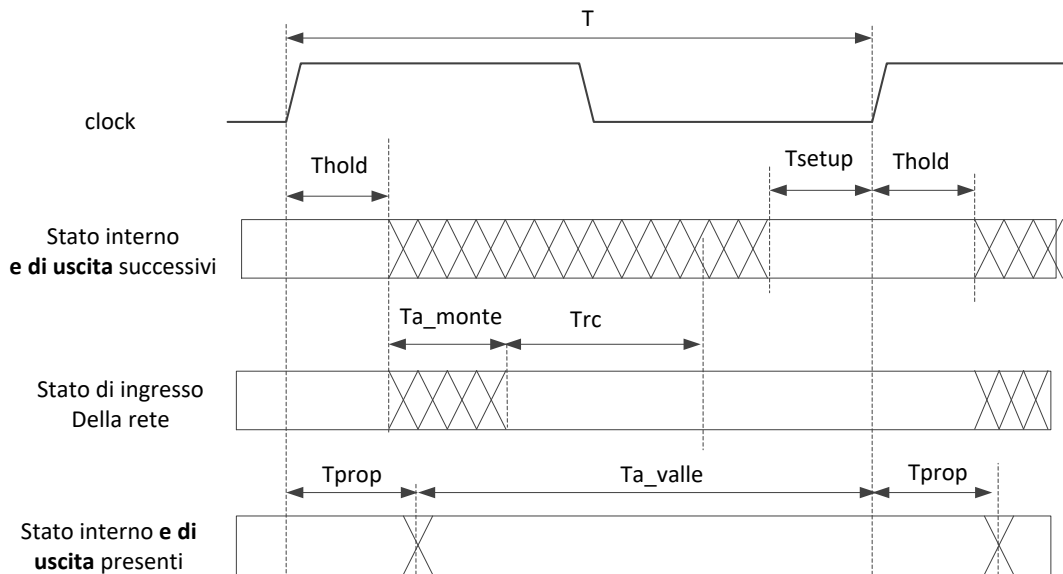 T
clock
Thold
Tsetup
Thold
Stato interno
e di uscita successivi
Ta_monte
Trc
Stato di ingresso
Della rete
Tprop
Ta_valle
Tprop
Stato interno e di
uscita presenti